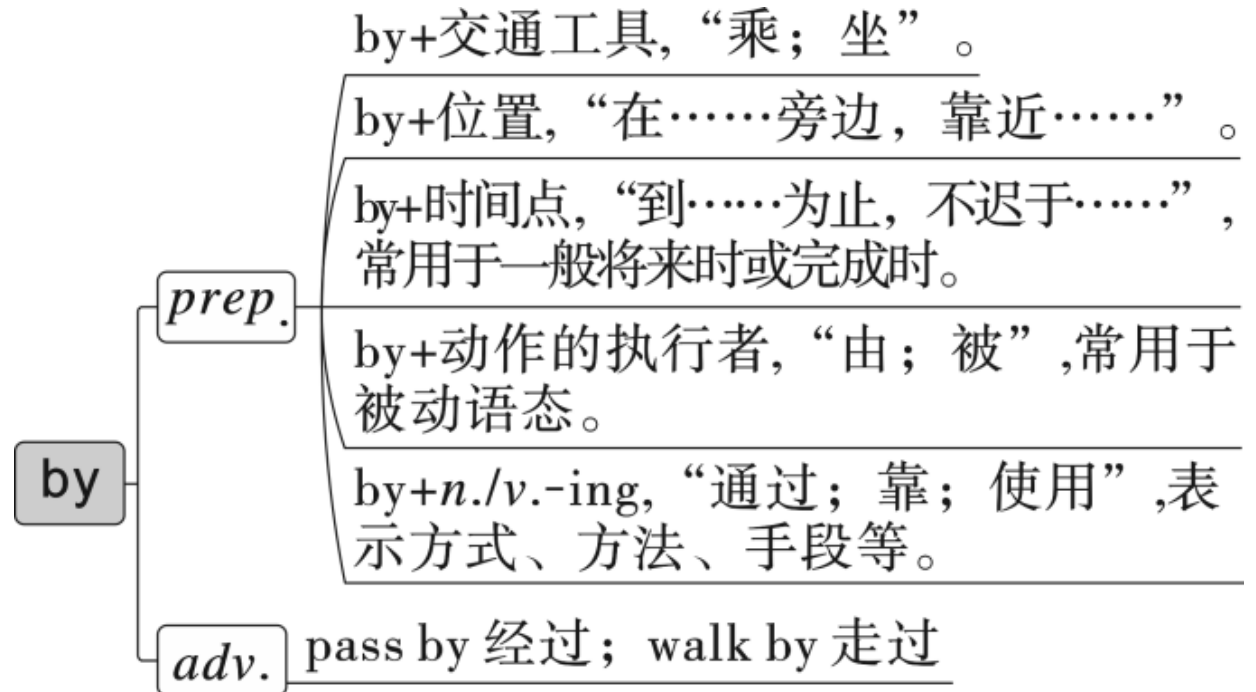 by+交通工具,“乘；坐”。
by+位置,“在……旁边，靠近……”。
by+时间点,“到……为止，不迟于……”,
常用于一般将来时或完成时。
prep.
by+动作的执行者,“由；被”,常用于
被动语态。
by
by+n./v.-ing,“通过；靠；使用”,表
示方式、方法、手段等。
adv.
pass by 经过；walk by 走过